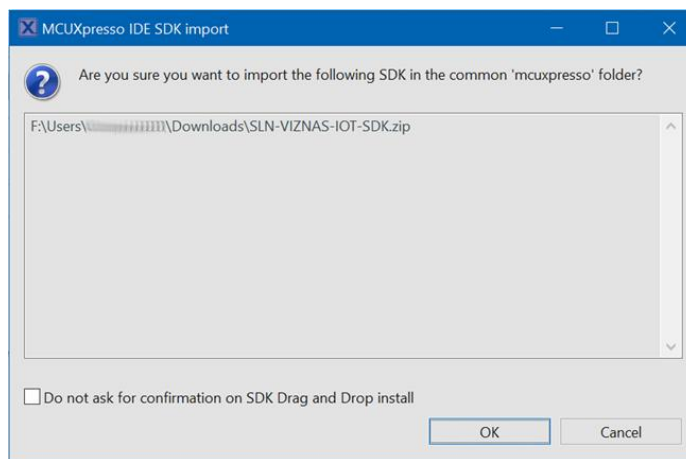 MCUXpresso IDE SDK import
Are you sure you want to import the following SDK in the common 'mcuxpresso' folder?
F:\Users\ \Downloads\SLN-VIZNAS-IOT-SDK.zip
Do not ask for confirmation on SDK Drag and Drop install
OK
Cancel